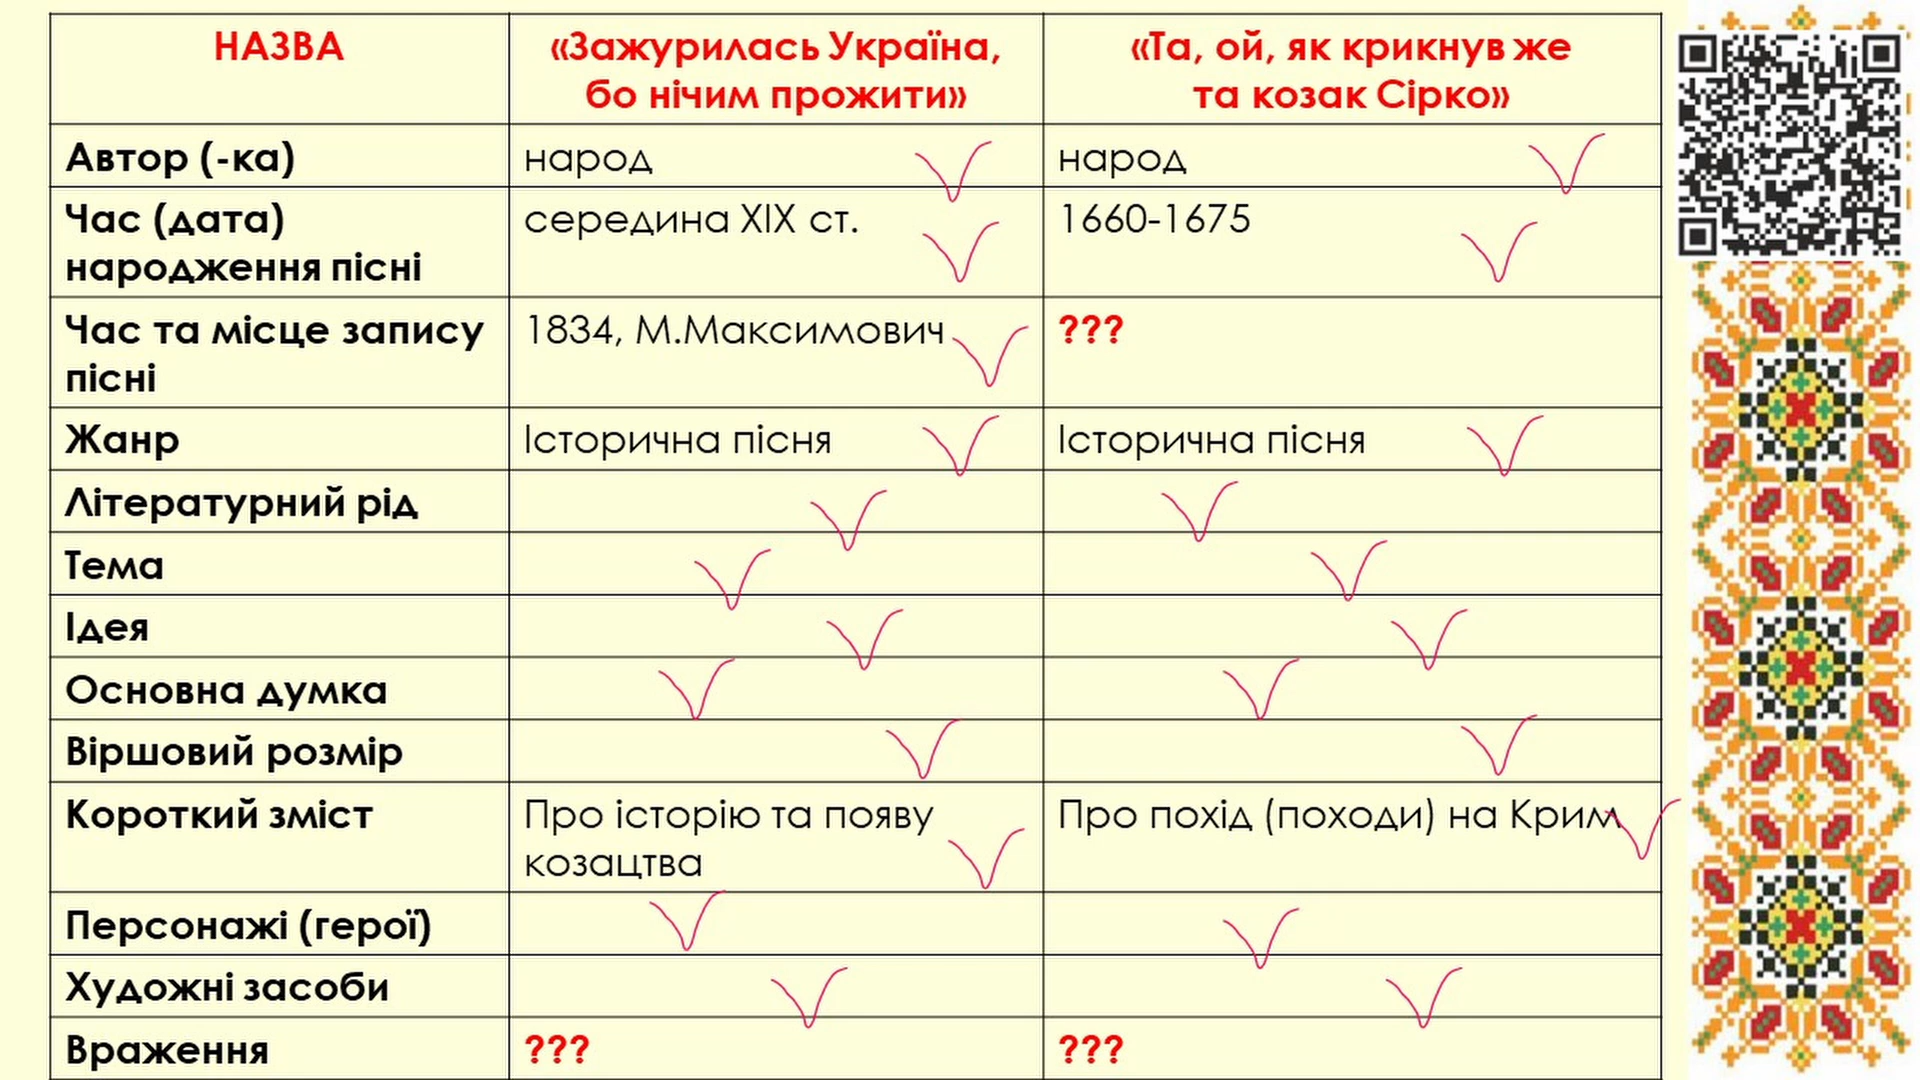 НАЗВА
«Зажурилась Україна,
бо нічим прожити»
«Та, ой, як крикнув же
та козак Сірко»
Автор (-ка)
народ
народ
Час (дата)
народження пісні
середина XIX ст.
1660-1675
Час та місце запису
пісні
1834, М.Максимович
???
Жанр
Історична пісня
Історична пісня
Літературний рід
Тема
Ідея
Основна думка
Віршовий розмір
Короткий зміст
Про історію та появу
козацтва
Про похід (походи) на Крим
Персонажі (герої)
Художні засоби
Враження
???
???